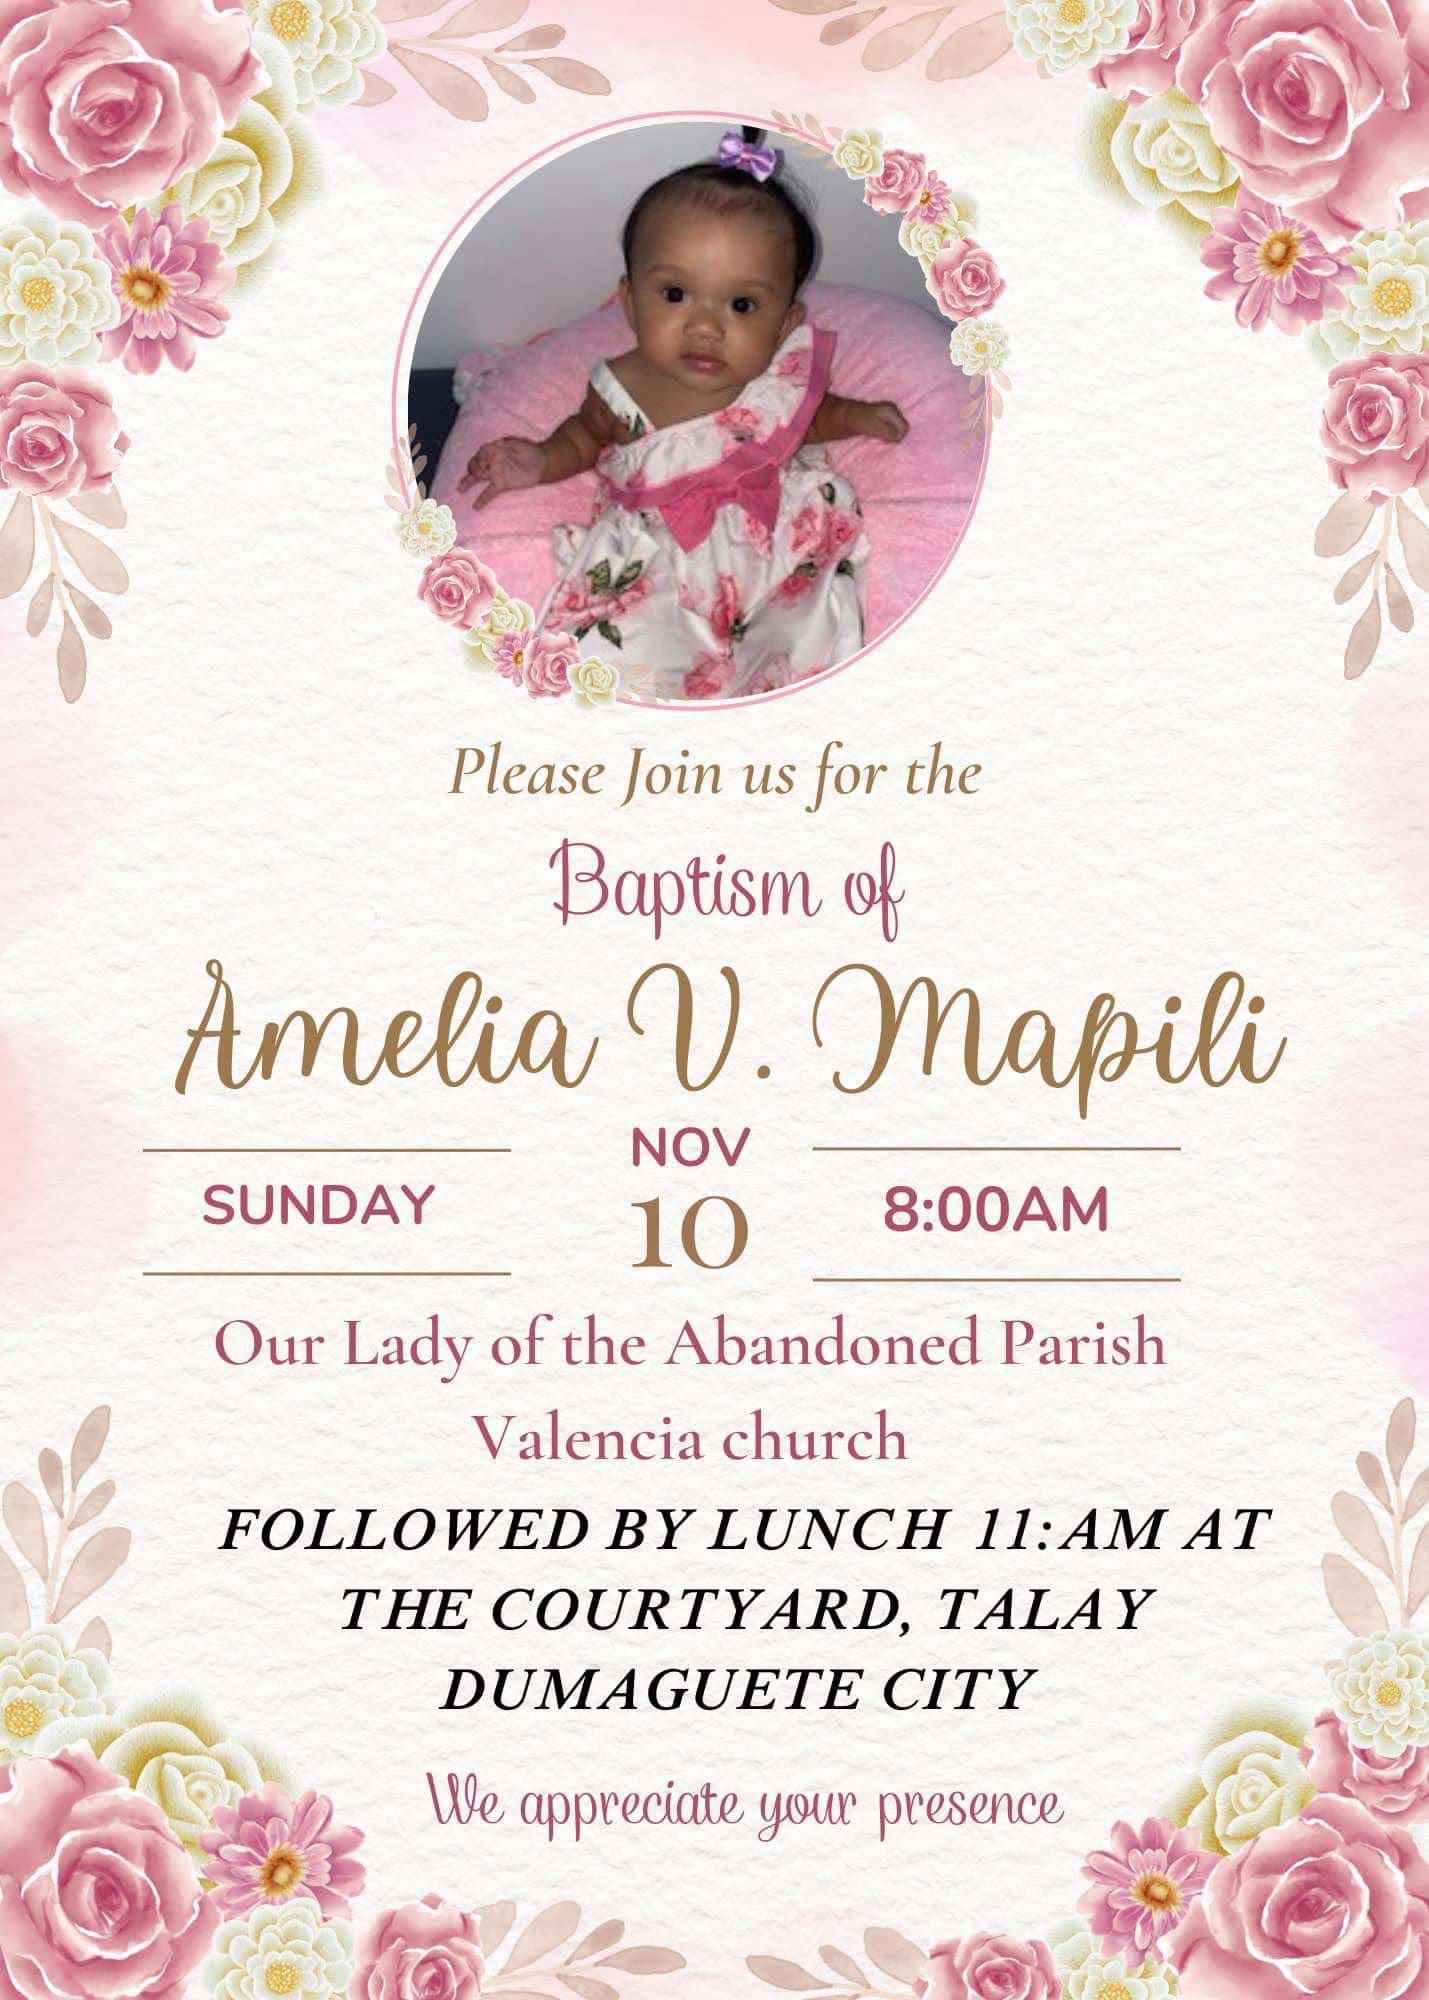 Please Join us for the
Baptism of
Amelia V. Mapili
SUNDAY
NOV
10
8:00AM
Our Lady of the Abandoned Parish
Valencia church
FOLLOWED BY LUNCH 11:AM AT
THE COURTYARD, TALAY
DUMAGUETE CITY
We appreciate your presence